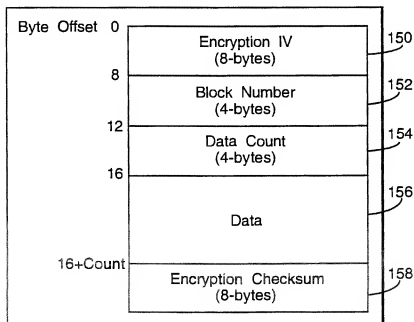 Byte Offset 0
Encryption IV
(8-bytes)
150
8
Block Number
(4-bytes)
152
12
Data Count
(4-bytes)
154
16
Data
156
16+Count
Encryption Checksum
(8-bytes)
158